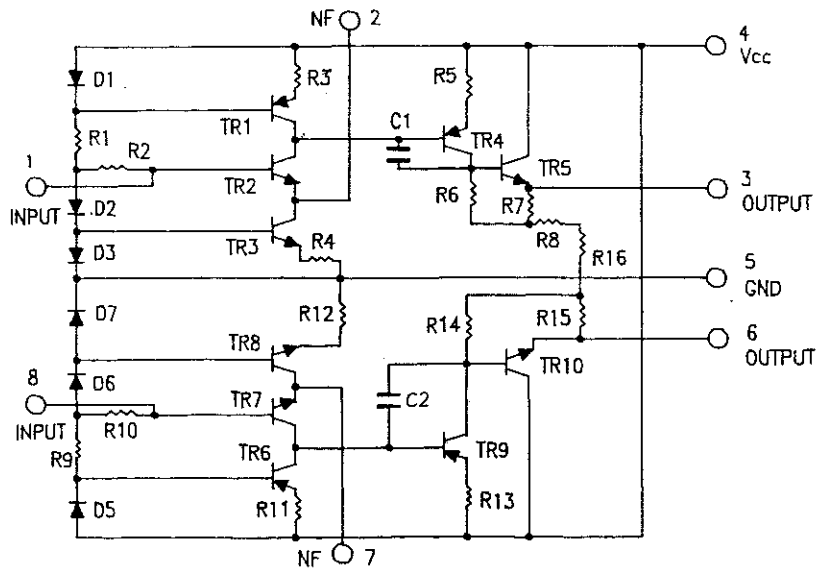 NF 2
4
Vcc
D1
R3
R5
TR1
C1
TR4
R1
R2
1
INPUT
TR2
TR5
R6
R7
3
OUTPUT
D2
TR3
R4
R8
D3
R16
5
GND
D7
R12
R14
R15
6
OUTPUT
TR8
TR10
D6
8
INPUT
R10
TR7
C2
R9
TR6
TR9
D5
R11
R13
NF 7